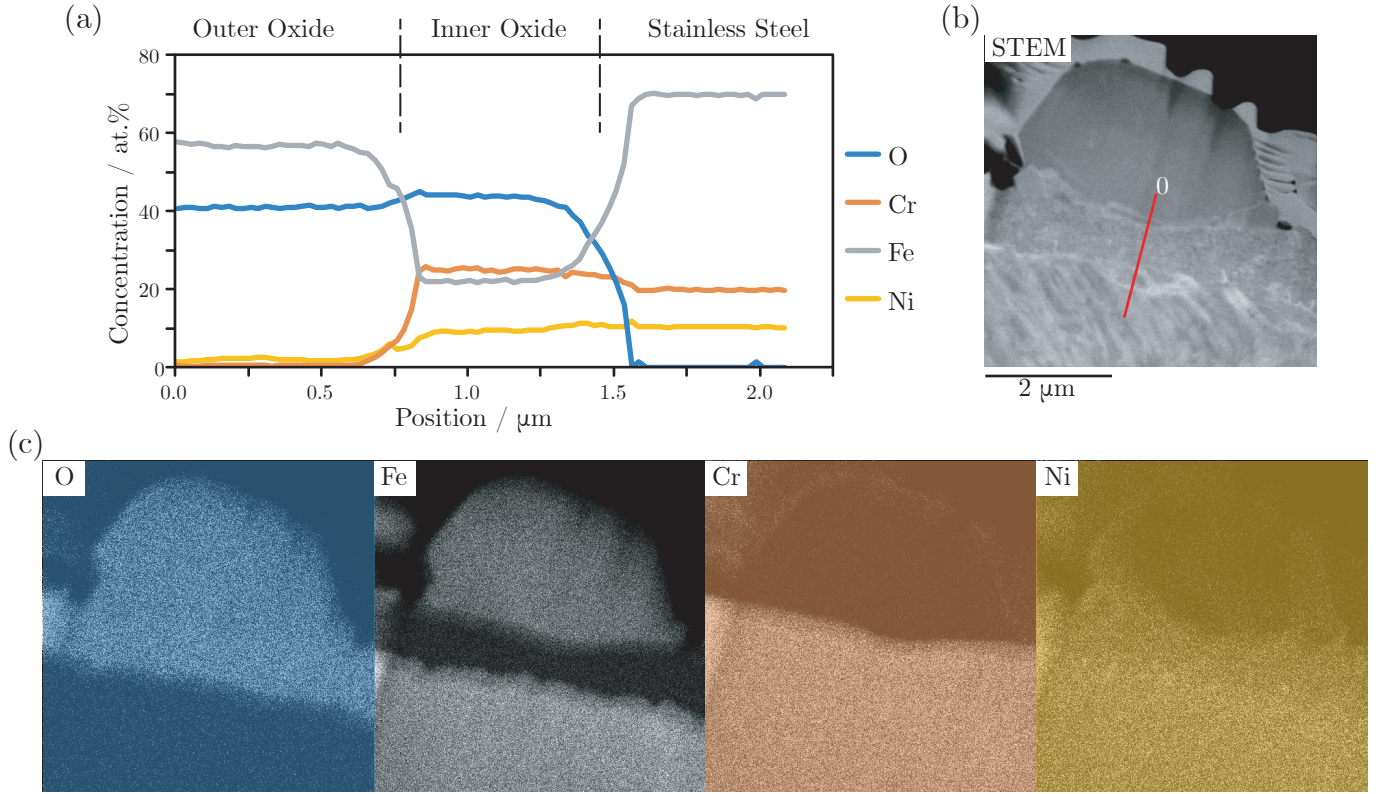 (a)
Outer Oxide
Inner Oxide
Stainless Steel
Concentration / at.%
80
60
40
20
0
0.0
0.5
1.0
1.5
2.0
Position / μm
O
Cr
Fe
Ni
(b)
STEM
0
2 μm
(c)
O
Fe
Cr
Ni